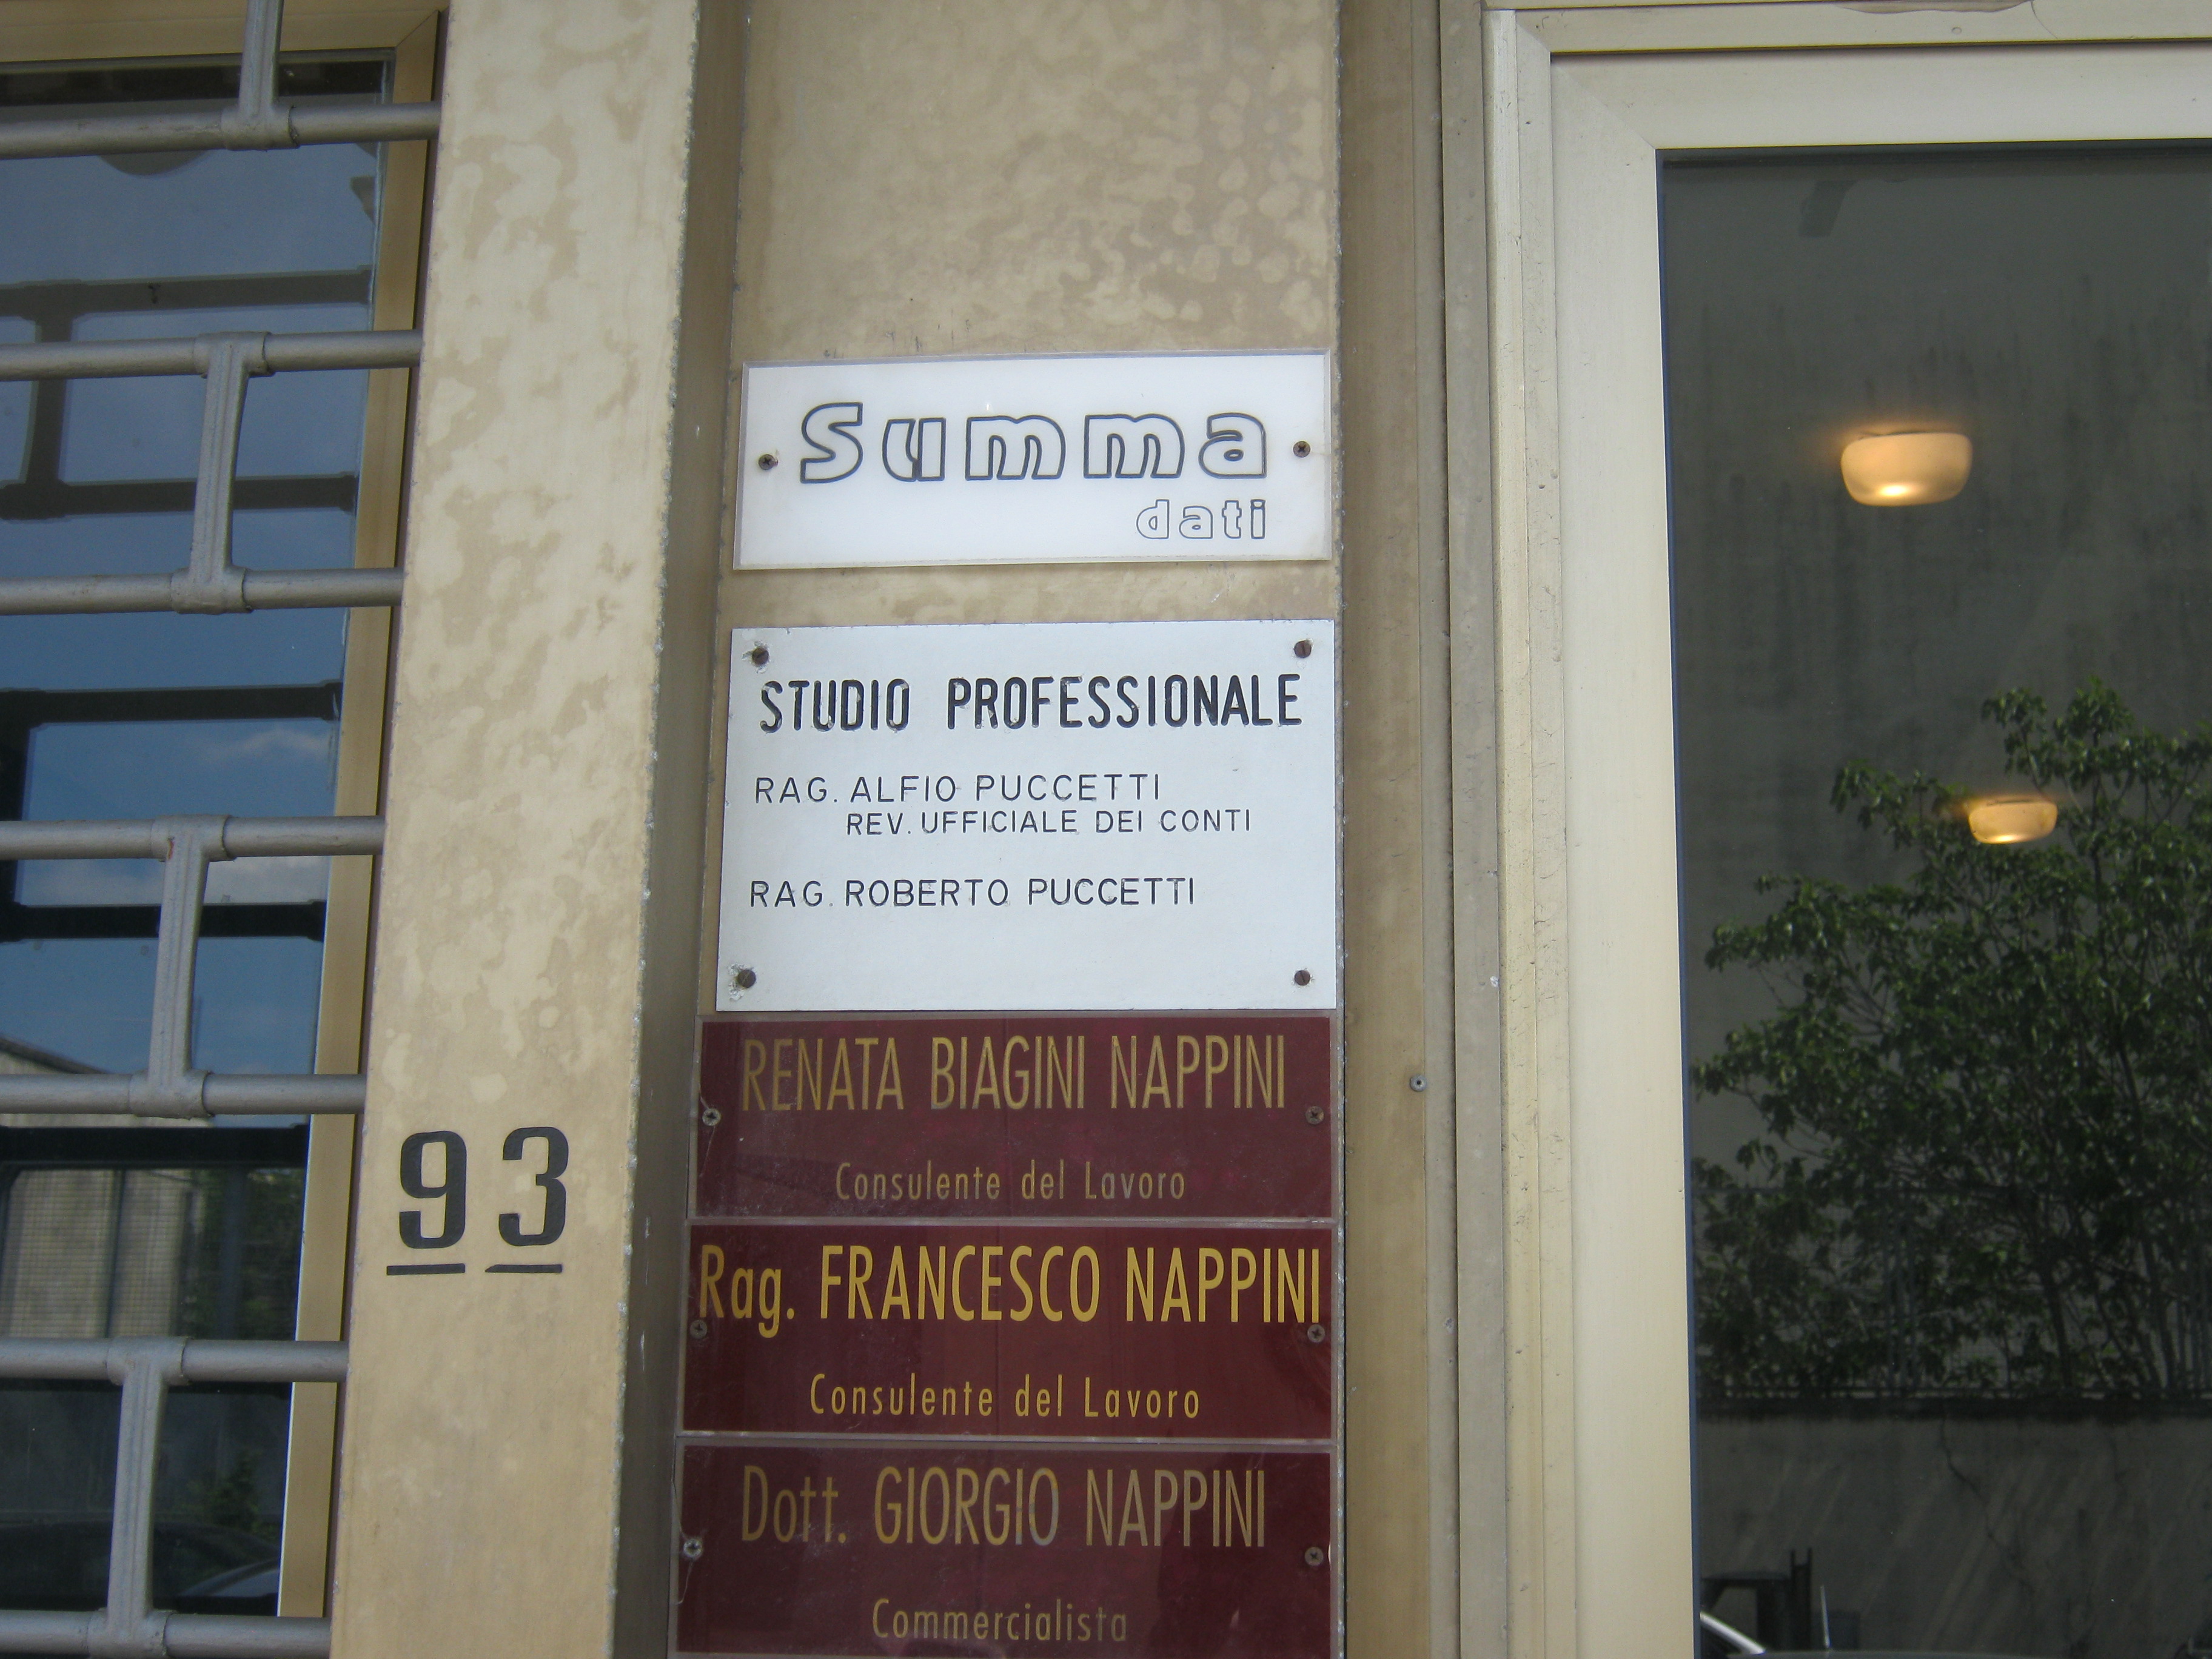 Summa
dati
STUDIO PROFESSIONALE
RAG. ALFIO PUCCETTI
REV. UFFICIALE DEI CONTI
RAG. ROBERTO PUCCETTI
RENATA BIAGINI NAPPINI
Consulente del Lavoro
93
Rag. FRANCESCO NAPPINI
Consulente del Lavoro
Dott. GIORGIO NAPPINI
Commercialista